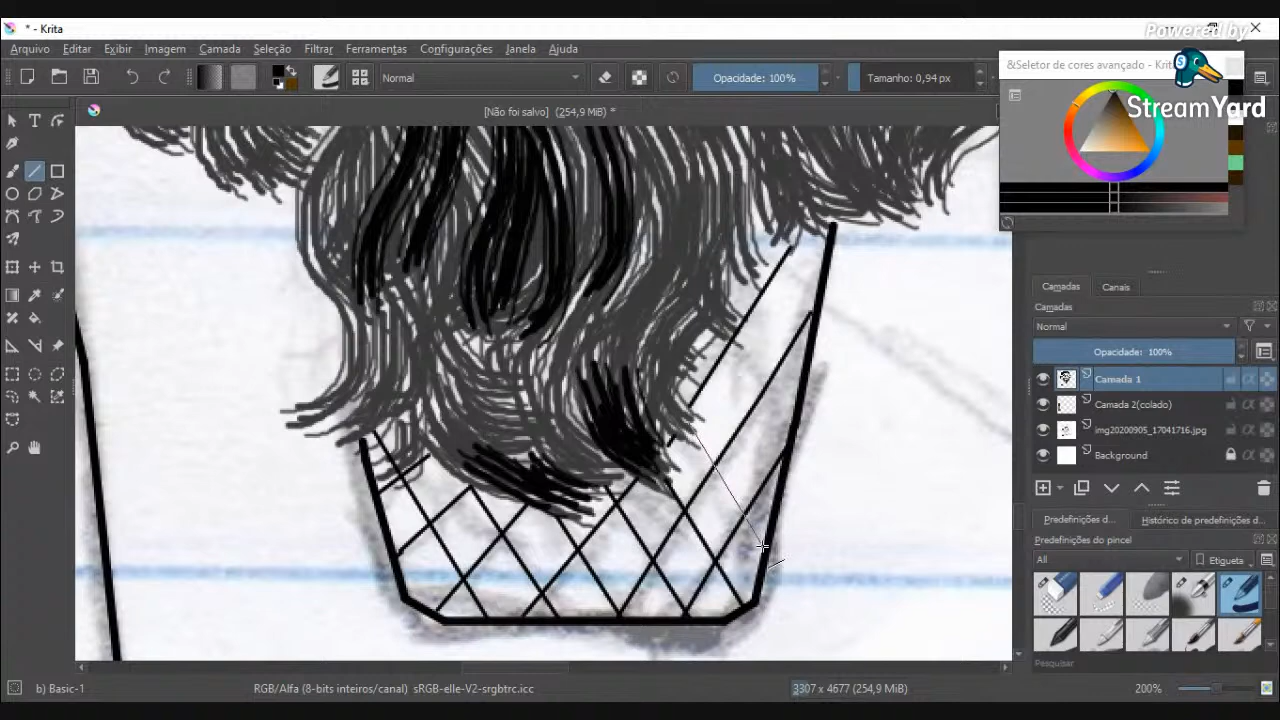 * - Krita
Powered by
Arquivo Editar Exibir Imagem Camada Seleção Filtrar Ferramentas Configurações Janela Ajuda
&Seletor de cores avançado - Krit
StreamYard
Normal
Opacidade: 100%
Tamanho: 0,94 px
[Não foi salvo] (254,9 MiB) *
Camadas Canais
Camadas
Normal
Opacidade: 100%
Camada 1
Camada 2(colado)
img20200905_17041716.jpg
Background
Predefinições d... Histórico de predefinições d...
Predefinições do pincel
All
Etiqueta
Pesquisar
b) Basic-1
RGB/Alfa (8-bits inteiros/canal) sRGB-elle-V2-srgbtrc.icc
3307 x 4677 (254,9 MiB)
200%